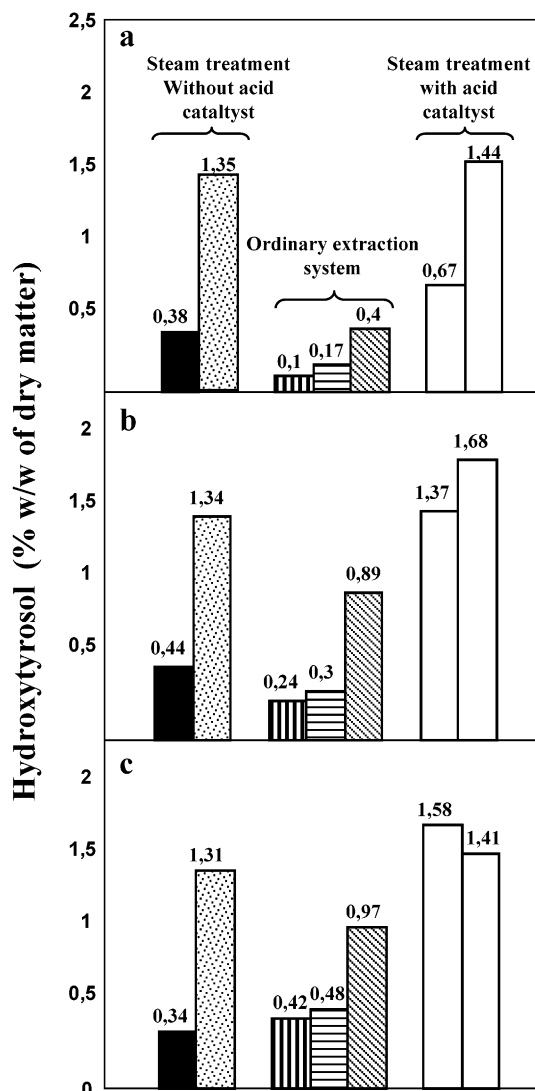 2,5
a
Steam treatment
Without acid
cataltyst
Steam treatment
with acid
cataltyst
2
1,5
1,35
1,44
1
Ordinary extraction
system
0,67
0,5
0,38
0,1
0,17
0,4
Hydroxytyrosol (% w/w of dry matter)
b
2
1,5
1,34
1,37
1,68
1
0,89
0,5
0,44
0,24
0,3
c
2
1,5
1,31
1,58
1,41
1
0,97
0,5
0,34
0,42
0,48
0